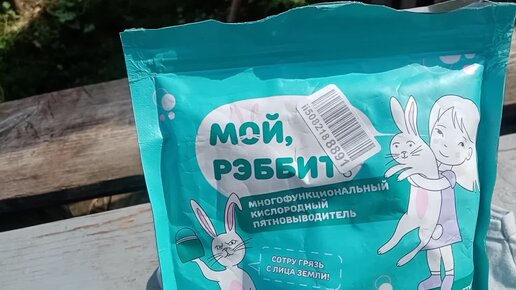 МОЙ,
РЭББИТ
МНОГОФУНКЦИОНАЛЬНЫЙ
КИСЛОРОДНЫЙ
ПЯТНОВЫВОДИТЕЛЬ
СОТРУ ГРЯЗЬ
С ЛИЦА ЗЕМЛИ!